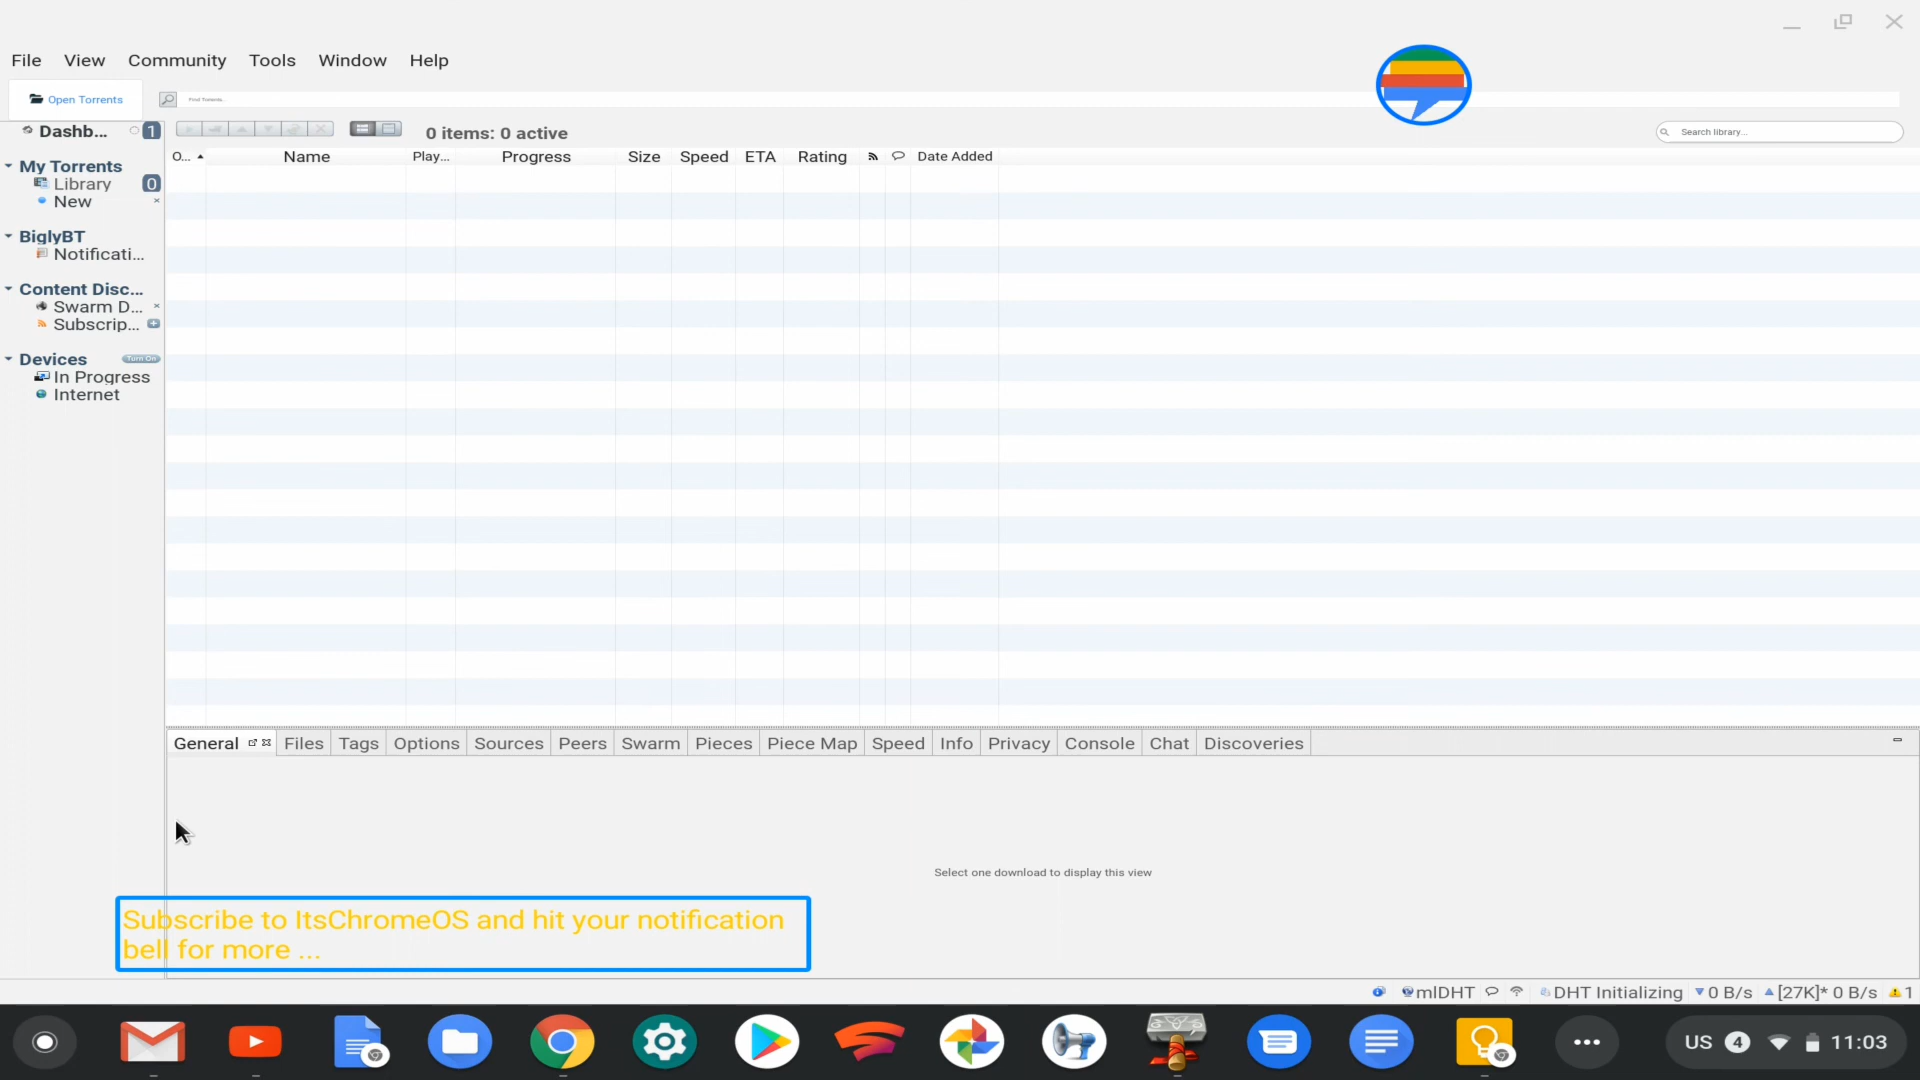 File View Community Tools Window Help
Open Torrents
Find Torrents...
Dashb... 1
0 items: 0 active
Search library...
O... Name Play... Progress Size Speed ETA Rating Date Added
My Torrents
Library 0
New
BiglyBT
Notificati...
Content Disc...
Swarm D...
Subscrip...
Devices Turn On
In Progress
Internet
General Files Tags Options Sources Peers Swarm Pieces Piece Map Speed Info Privacy Console Chat Discoveries
Select one download to display this view
Subscribe to ItsChromeOS and hit your notification
bell for more ...
mlDHT DHT Initializing 0 B/s [27K]* 0 B/s 1
US 4 11:03